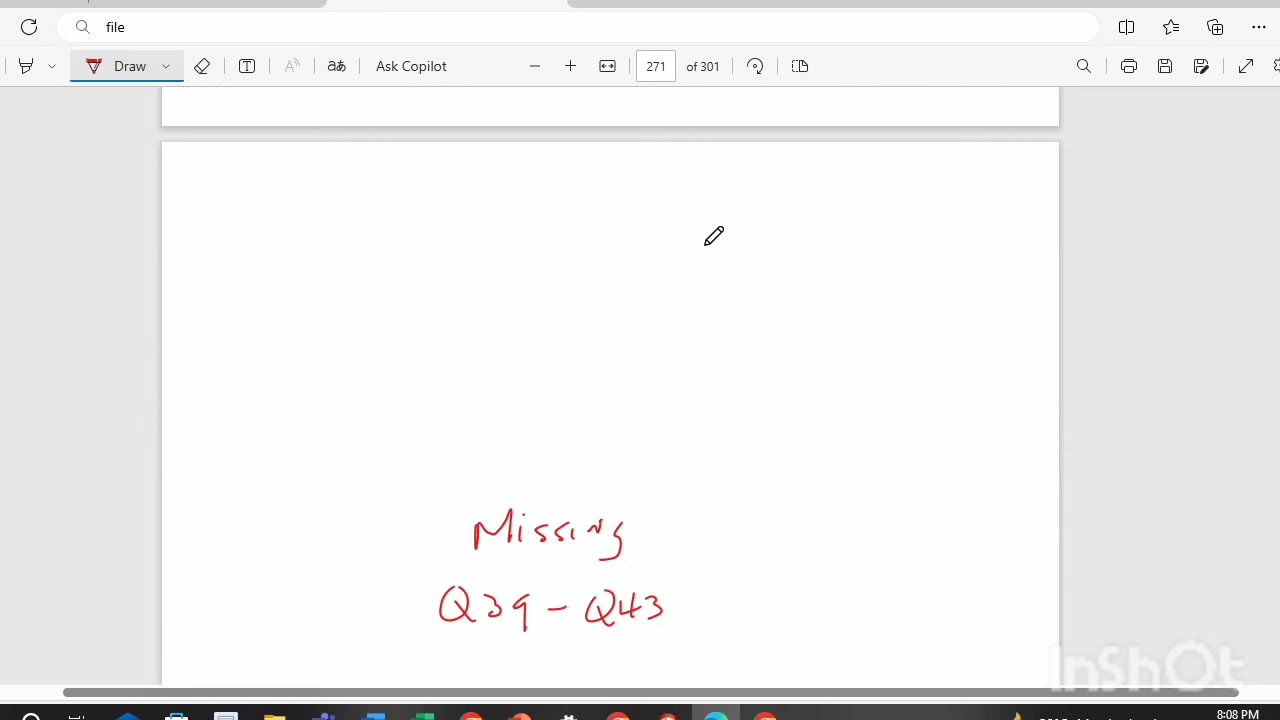 file
Draw
Ask Copilot
271 of 301
Missing
Q39 - Q43
InShOt
8:08 PM